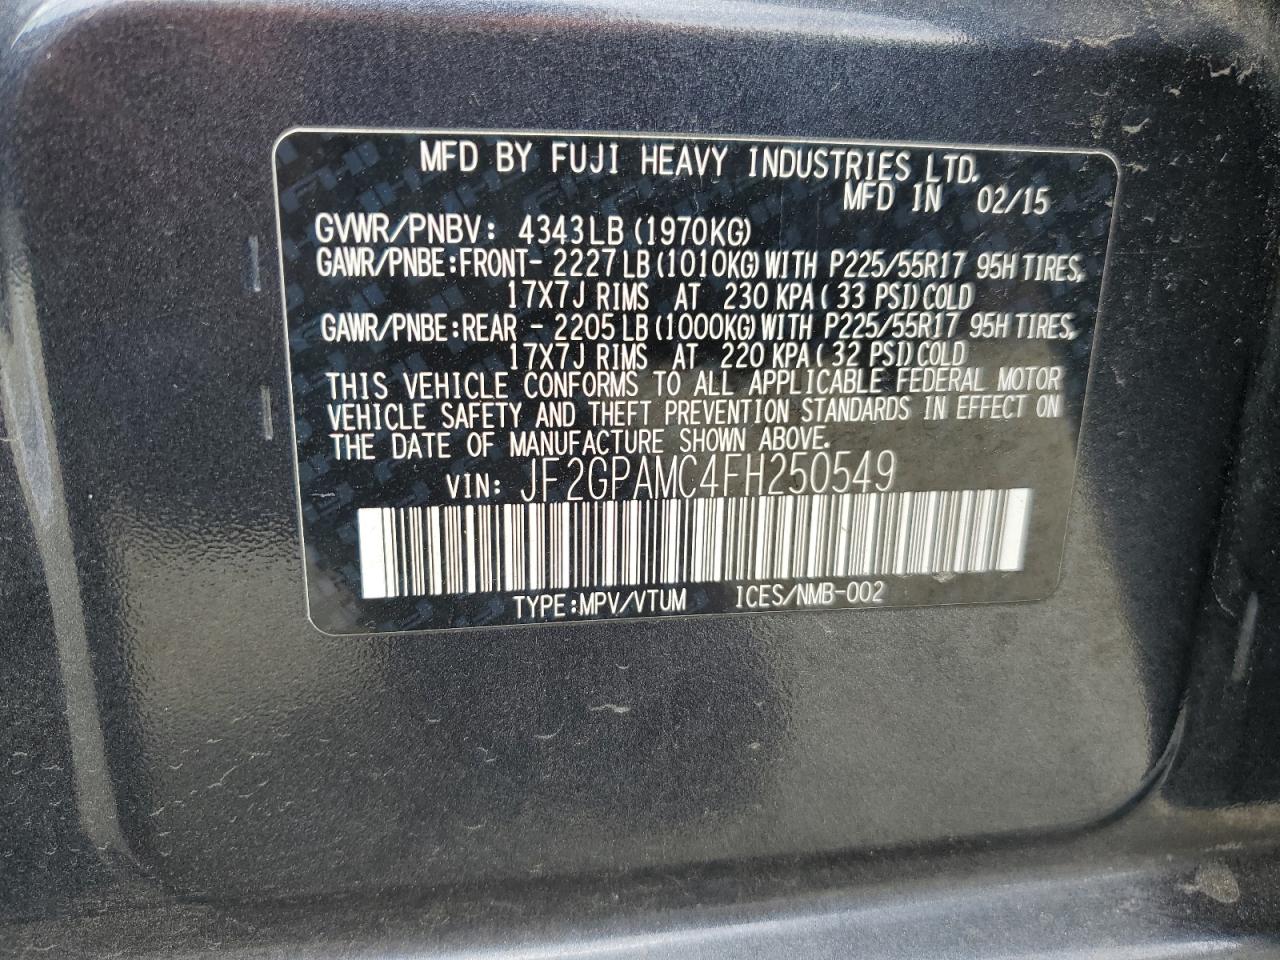 MFD BY FUJI HEAVY INDUSTRIES LTD.
MFD IN 02/15
GVWR/PNBV: 4343LB (1970KG)
GAWR/PNBE:FRONT- 2227LB (1010KG) WITH P225/55R17 95H TIRES,
17X7J RIMS AT 230 KPA ( 33 PSI) COLD
GAWR/PNBE:REAR - 2205LB (1000KG) WITH P225/55R17 95H TIRES,
17X7J RIMS AT 220 KPA ( 32 PSI) COLD
THIS VEHICLE CONFORMS TO ALL APPLICABLE FEDERAL MOTOR
VEHICLE SAFETY AND THEFT PREVENTION STANDARDS IN EFFECT ON
THE DATE OF MANUFACTURE SHOWN ABOVE.
VIN: JF2GPAMC4FH250549
TYPE:MPV/VTUM ICES/NMB-002